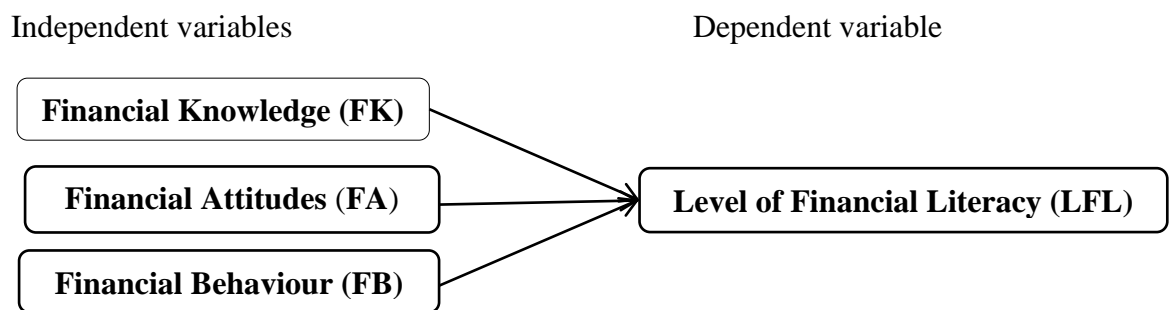 Independent variables
Dependent variable
Financial Knowledge (FK)
Financial Attitudes (FA)
Level of Financial Literacy (LFL)
Financial Behaviour (FB)